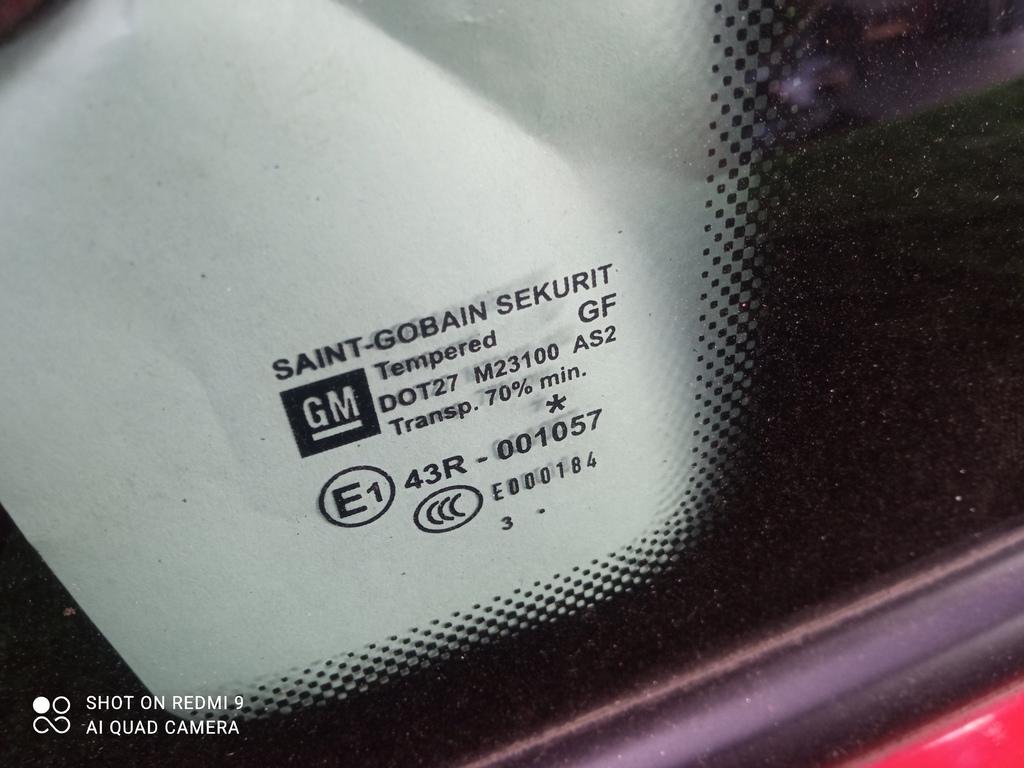 SAINT-GOBAIN SEKURIT
Tempered GF
GM DOT27 M23100 AS2
Transp. 70% min.
*
E1 43R - 001057
CCC E000184
3 .
SHOT ON REDMI 9
AI QUAD CAMERA